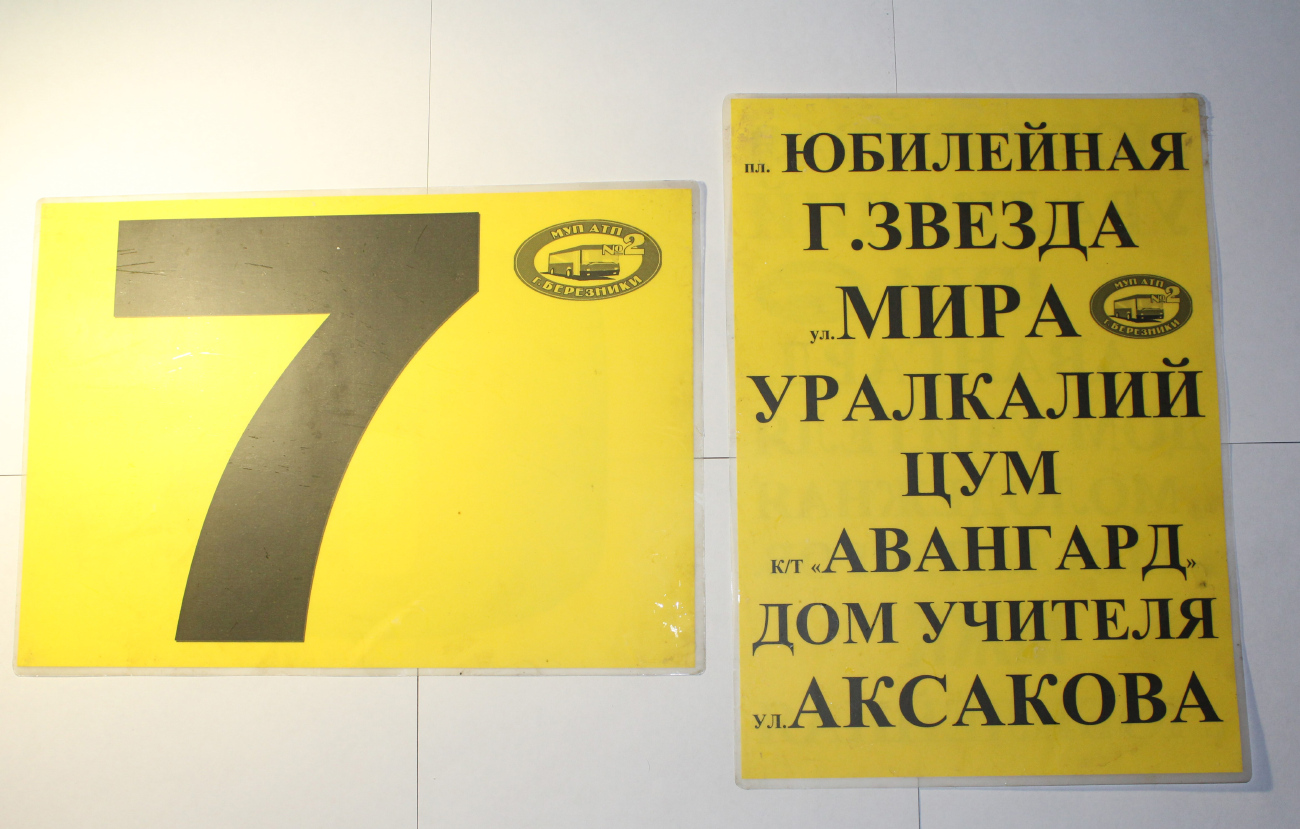 7
МУП АТП
№2
Г. БЕРЕЗНИКИ
пл. ЮБИЛЕЙНАЯ
Г.ЗВЕЗДА
ул. МИРА
МУП АТП
№2
Г. БЕРЕЗНИКИ
УРАЛКАЛИЙ
ЦУМ
К/Т «АВАНГАРД»
ДОМ УЧИТЕЛЯ
УЛ. АКСАКОВА